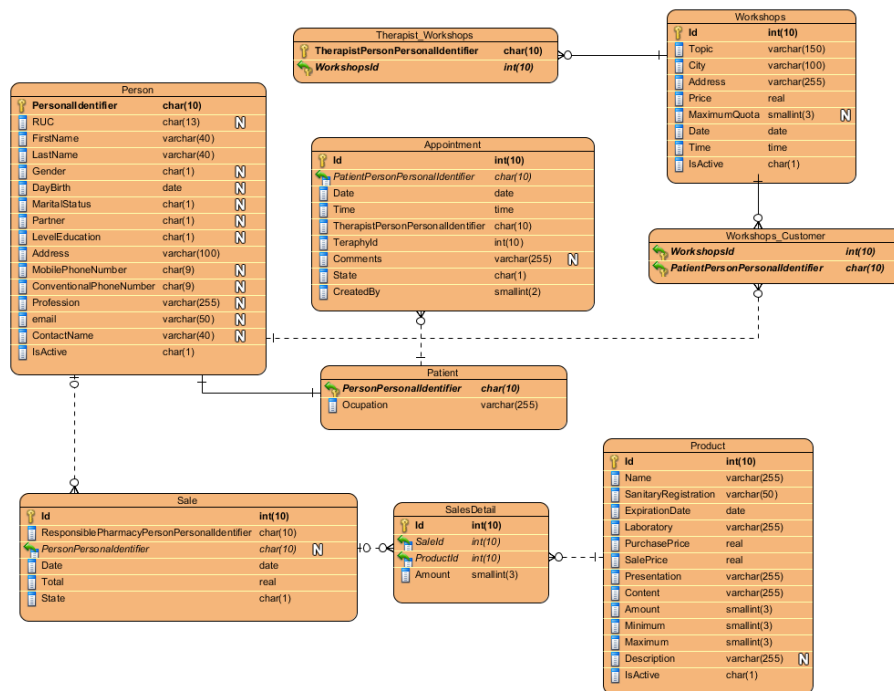 Therapist_Workshops
TherapistPersonPersonalIdentifier char(10)
WorkshopsId int(10)
Workshops
Id int(10)
Topic varchar(150)
City varchar(100)
Address varchar(255)
Price real
MaximumQuota smallint(3) N
Date date
Time time
IsActive char(1)
Person
PersonalIdentifier char(10)
RUC char(13) N
FirstName varchar(40)
LastName varchar(40)
Gender char(1) N
DayBirth date N
MaritalStatus char(1) N
Partner char(1) N
LevelEducation char(1) N
Address varchar(100)
MobilePhoneNumber char(9) N
ConventionalPhoneNumber char(9) N
Profession varchar(255) N
email varchar(50) N
ContactName varchar(40) N
IsActive char(1)
Appointment
Id int(10)
PatientPersonPersonalIdentifier char(10)
Date date
Time time
TherapistPersonPersonalIdentifier char(10)
TeraphyId int(10)
Comments varchar(255) N
State char(1)
CreatedBy smallint(2)
Workshops_Customer
WorkshopsId int(10)
PatientPersonPersonalIdentifier char(10)
Patient
PersonPersonalIdentifier char(10)
Ocupation varchar(255)
Sale
Id int(10)
ResponsiblePharmacyPersonPersonalIdentifier char(10)
PersonPersonaldentifier char(10) N
Date date
Total real
State char(1)
SalesDetail
Id int(10)
SaleId int(10)
ProductId int(10)
Amount smallint(3)
Product
Id int(10)
Name varchar(255)
SanitaryRegistration varchar(50)
ExpirationDate date
Laboratory varchar(255)
PurchasePrice real
SalePrice real
Presentation varchar(255)
Content varchar(255)
Amount smallint(3)
Minimum smallint(3)
Maximum smallint(3)
Description varchar(255) N
IsActive char(1)